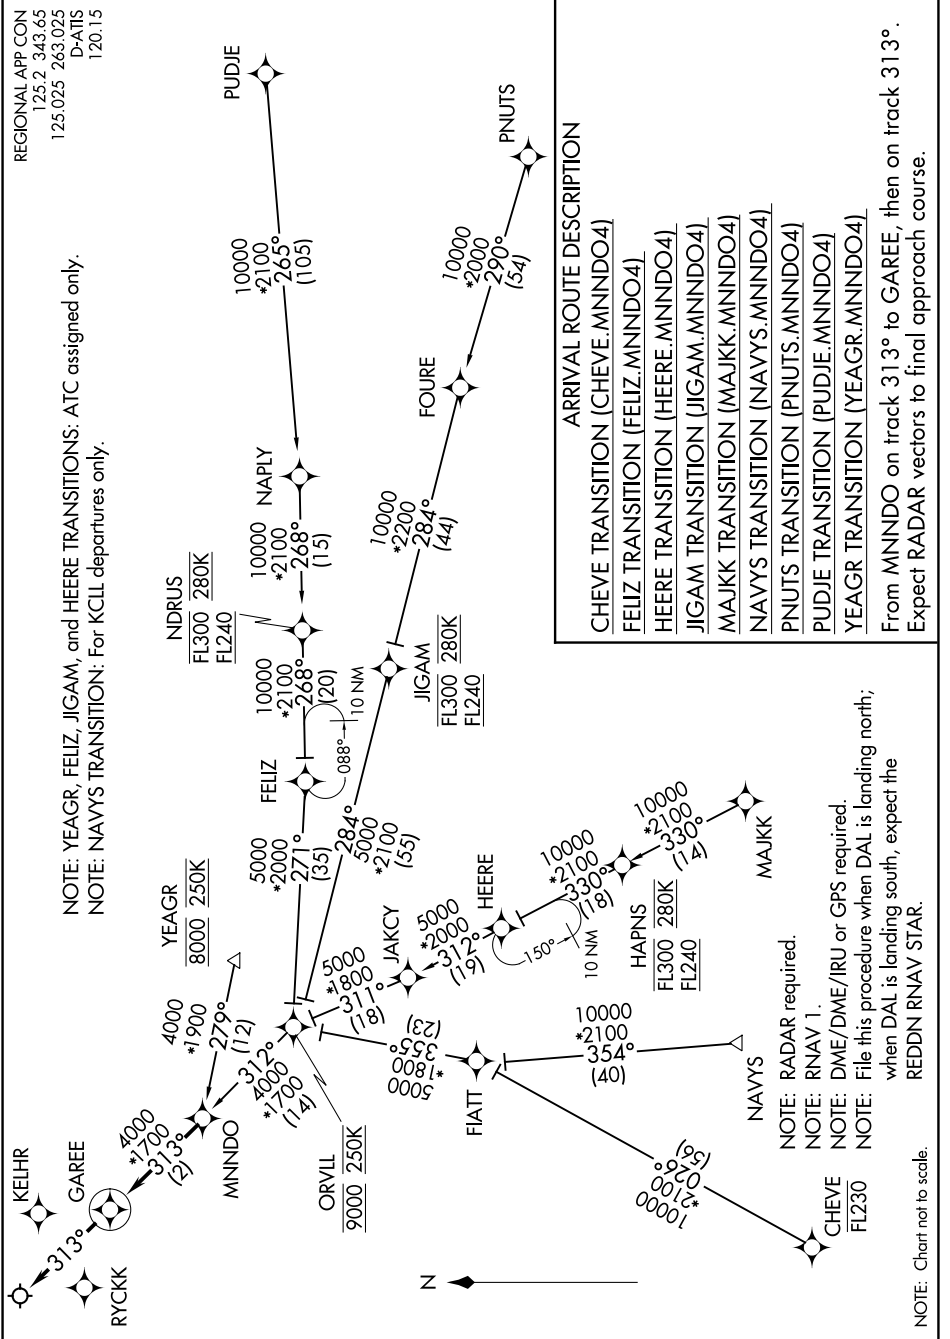 REGIONAL APP CON
125.2 343.65
125.025 263.025
D-ATIS
120.15
NOTE: YEAGR, FELIZ, JIGAM, and HEERE TRANSITIONS: ATC assigned only.
NOTE: NAVYS TRANSITION: For KCLL departures only.
KELHR
GAREE
RYCKK
313°
4000
*1700
313°
(2)
MNNDO
YEAGR
8000 250K
4000
*1900
279°
(12)
312°
4000
*1700
(14)
ORVLL
9000 250K
5000
*2000
271°
(35)
FELIZ
088°
10 NM
10000
*2100
268°
(20)
NDRUS
FL300 280K
FL240
10000
*2100
268°
(15)
NAPLY
10000
*2100
265°
(105)
PUDJE
284°
5000
*2100
(55)
JIGAM
FL300 280K
FL240
10000
*2200
284°
(44)
FOURE
10000
*2000
290°
(54)
PNUTS
5000
*1800
311°
(18)
JAKCY
5000
*2000
312°
(19)
HEERE
150°
10 NM
10000
*2100
330°
(18)
HAPNS
FL300 280K
FL240
10000
*2100
330°
(14)
MAJKK
5000
*1800
355°
(23)
FIATT
10000
*2100
354°
(40)
NAVYS
10000
*2100
026°
(56)
CHEVE
FL230
N
NOTE: RADAR required.
NOTE: RNAV 1.
NOTE: DME/DME/IRU or GPS required.
NOTE: File this procedure when DAL is landing north;
when DAL is landing south, expect the
REDDN RNAV STAR.
NOTE: Chart not to scale.
ARRIVAL ROUTE DESCRIPTION
CHEVE TRANSITION (CHEVE.MNNDO4)
FELIZ TRANSITION (FELIZ.MNNDO4)
HEERE TRANSITION (HEERE.MNNDO4)
JIGAM TRANSITION (JIGAM.MNNDO4)
MAJKK TRANSITION (MAJKK.MNNDO4)
NAVYS TRANSITION (NAVYS.MNNDO4)
PNUTS TRANSITION (PNUTS.MNNDO4)
PUDJE TRANSITION (PUDJE.MNNDO4)
YEAGR TRANSITION (YEAGR.MNNDO4)
From MNNDO on track 313° to GAREE, then on track 313°.
Expect RADAR vectors to final approach course.